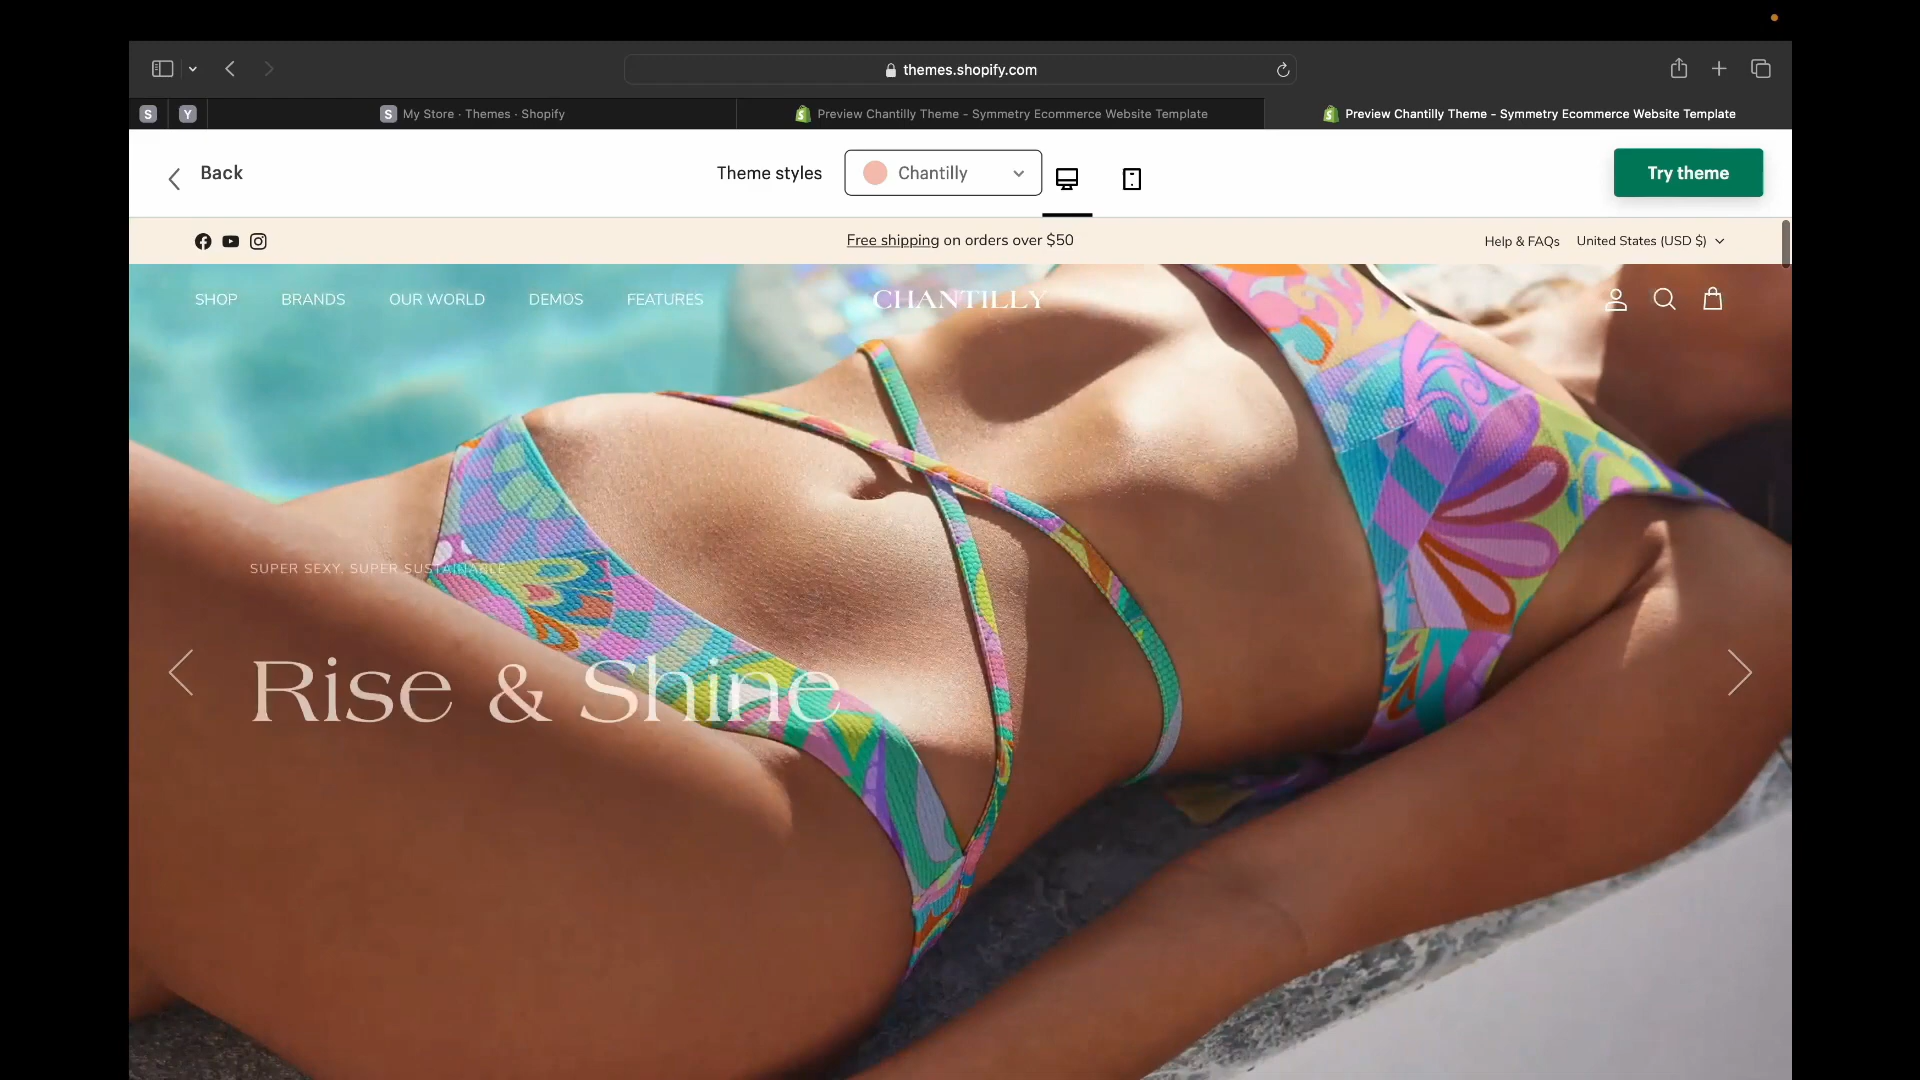 themes.shopify.com
S
Y
S My Store - Themes · Shopify
Preview Chantilly Theme - Symmetry Ecommerce Website Template
Preview Chantilly Theme - Symmetry Ecommerce Website Template
Back
Theme styles
Chantilly
Try theme
Free shipping on orders over $50
Help & FAQs
United States (USD $)
SHOP
BRANDS
OUR WORLD
DEMOS
FEATURES
CHANTILLY
SUPER SEXY, SUPER SUSTAINABLE
Rise & Shine